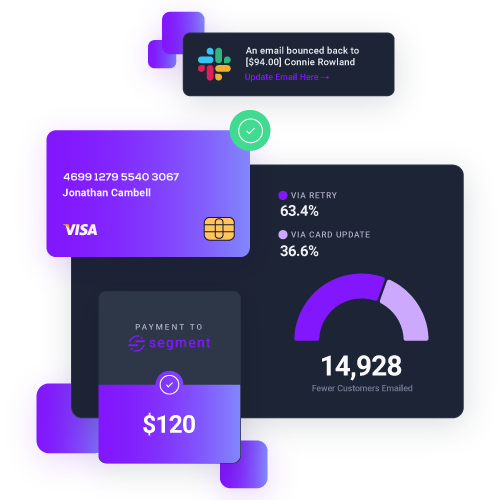 An email bounced back to
[$94.00] Connie Rowland
Update Email Here →
4699 1279 5540 3067
Jonathan Cambell
VISA
VIA RETRY
63.4%
VIA CARD UPDATE
36.6%
14,928
Fewer Customers Emailed
PAYMENT TO
segment
$120